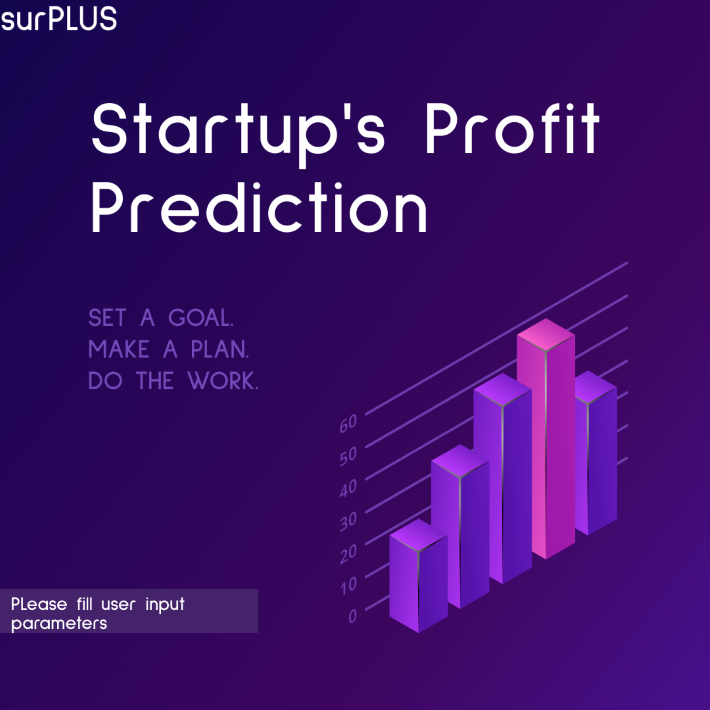 surPLUS
Startup's Profit
Prediction
SET A GOAL.
MAKE A PLAN.
DO THE WORK.
60
50
40
30
20
10
0
PLease fill user input
parameters